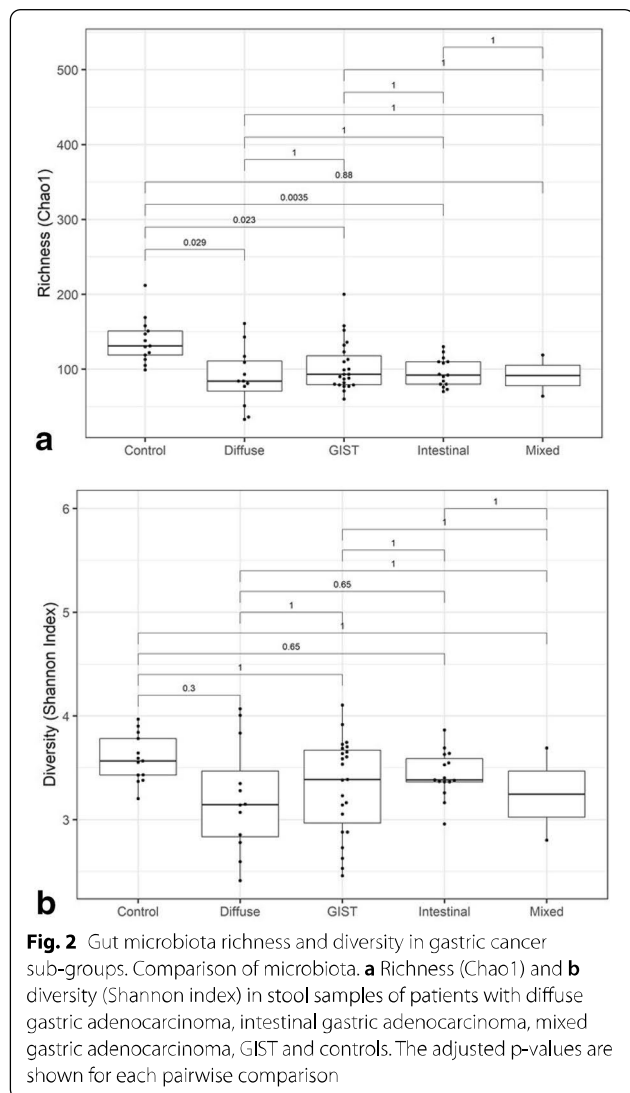 1
500
1
1
1
400
1
1
0.88
0.0035
300
0.023
0.029
200
100
Richness (Chao1)
a
Control Diffuse GIST Intestinal Mixed
6
1
1
1
1
0.65
5
1
1
0.65
1
0.3
4
3
Diversity (Shannon Index)
b
Control Diffuse GIST Intestinal Mixed
Fig. 2 Gut microbiota richness and diversity in gastric cancer
sub-groups. Comparison of microbiota. a Richness (Chao1) and b
diversity (Shannon index) in stool samples of patients with diffuse
gastric adenocarcinoma, intestinal gastric adenocarcinoma, mixed
gastric adenocarcinoma, GIST and controls. The adjusted p-values are
shown for each pairwise comparison